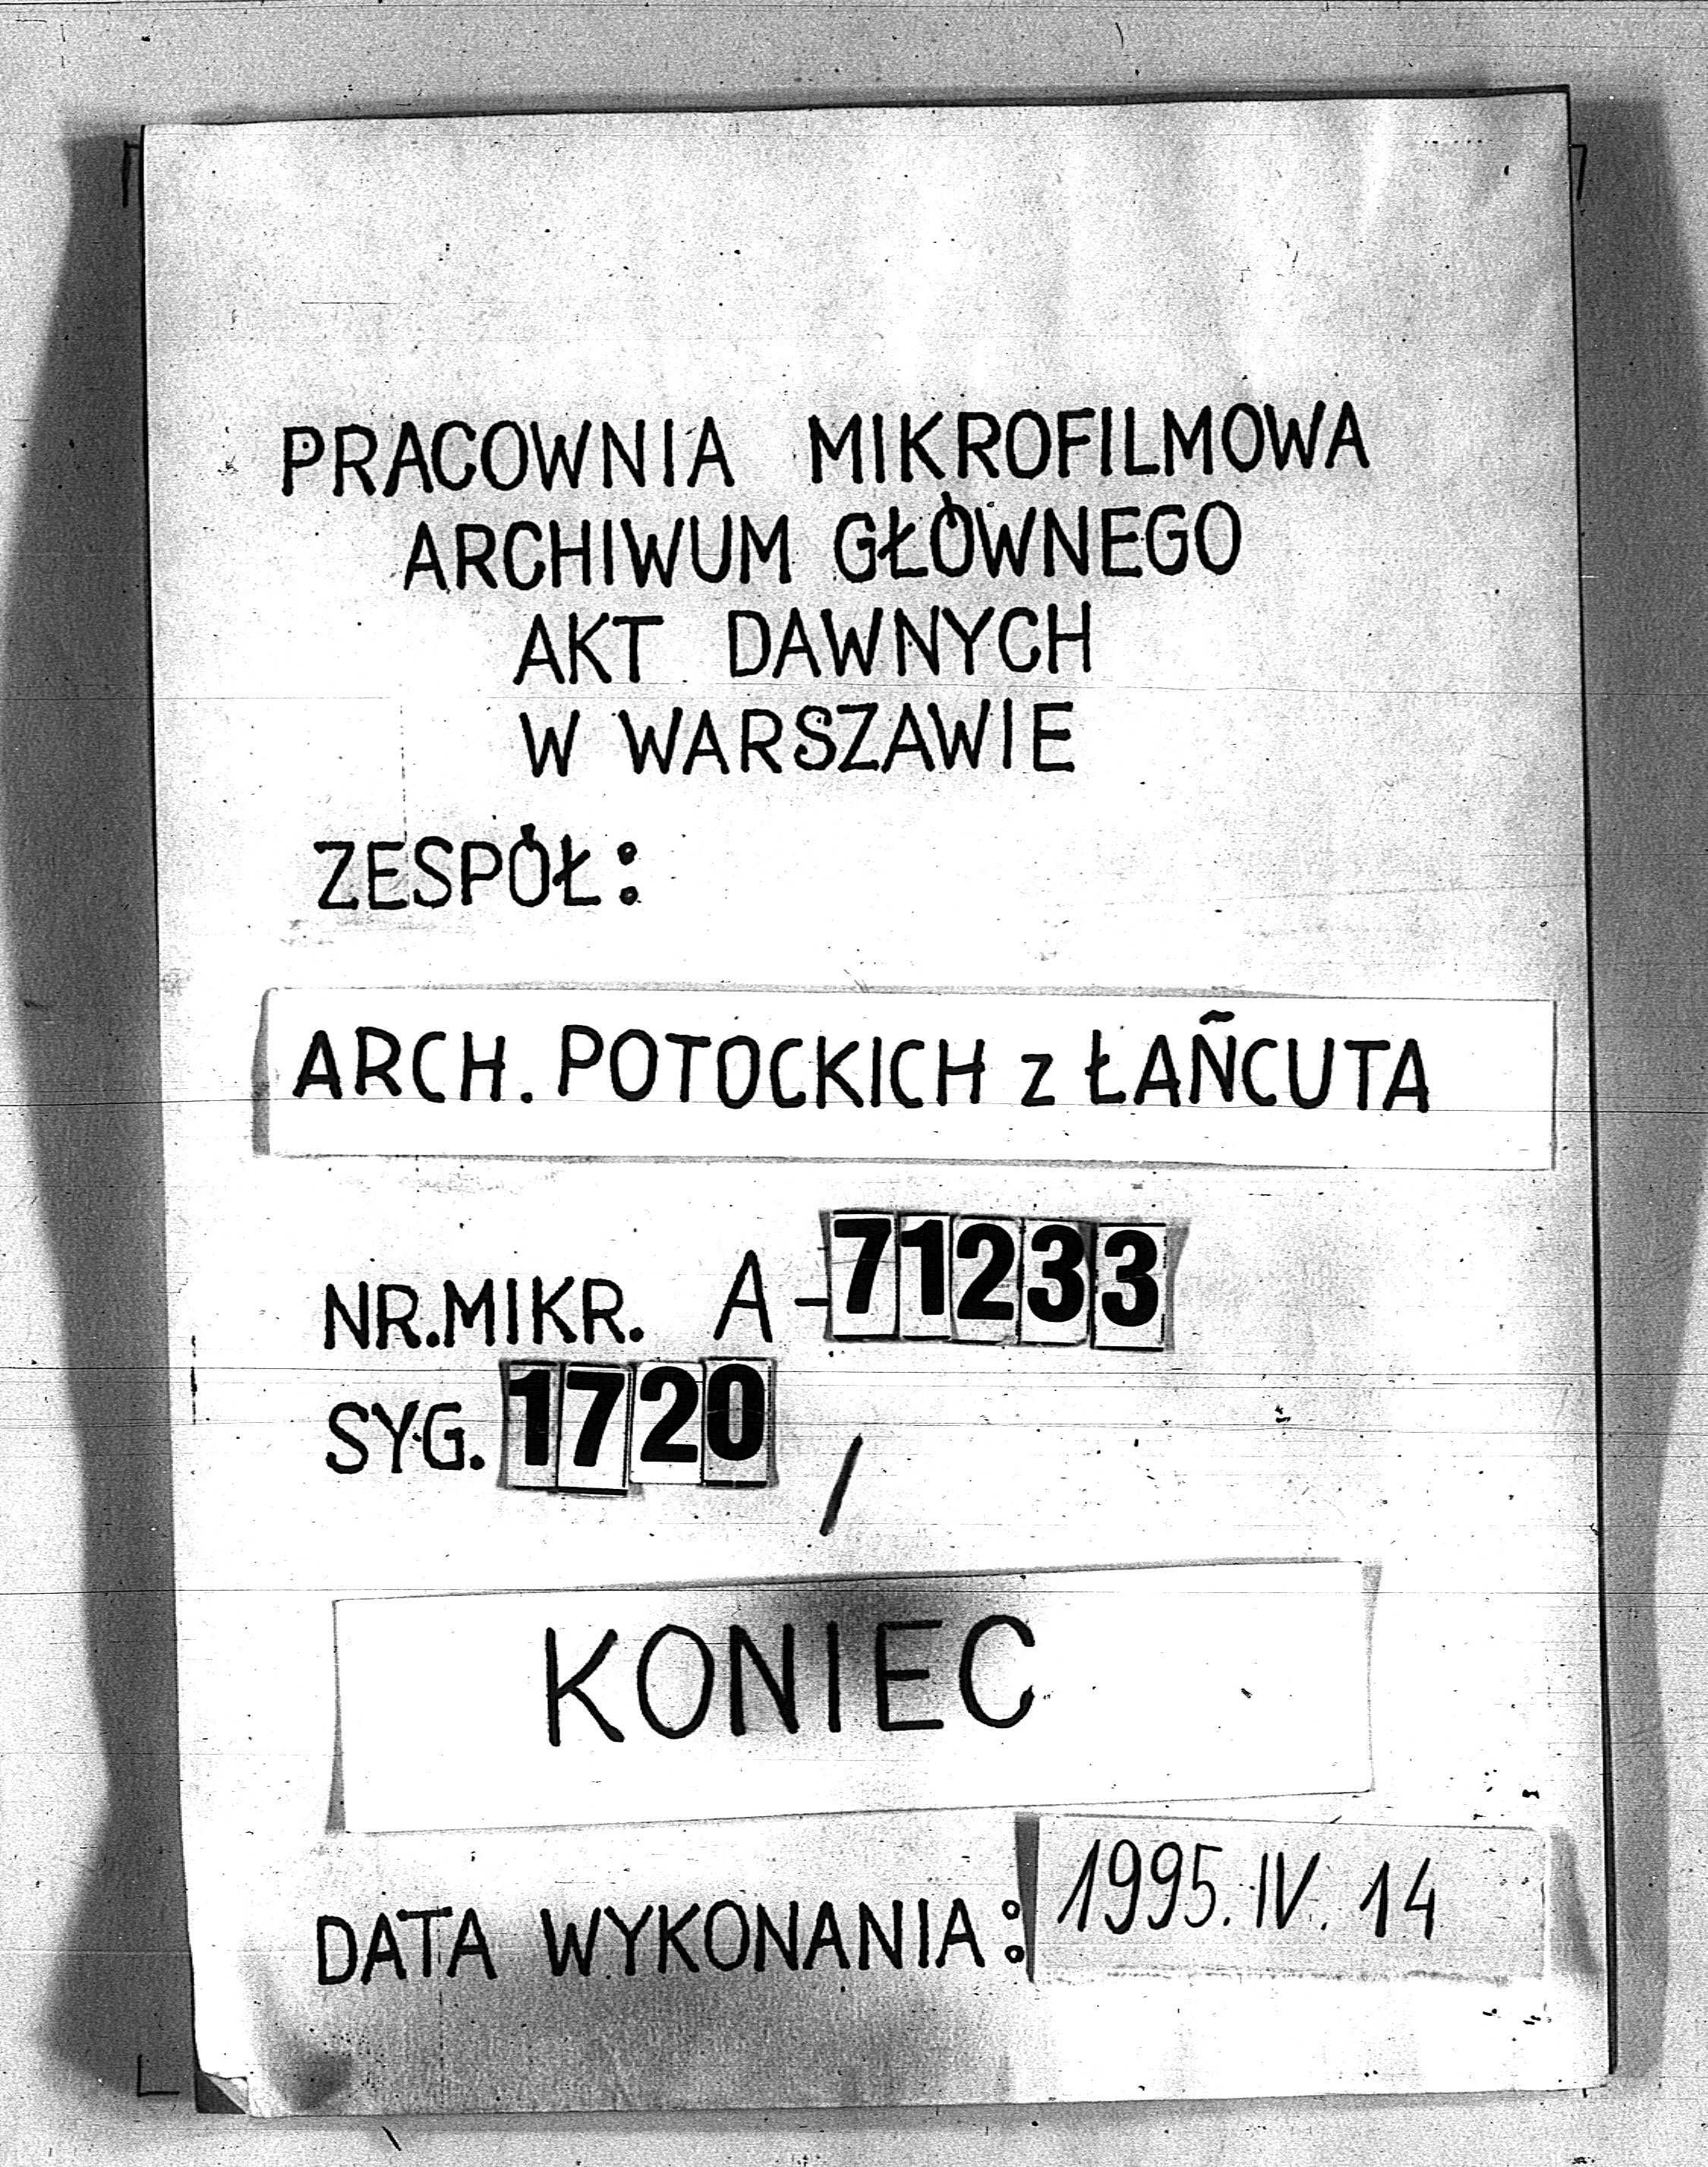 PRACOWNIA MIKROFILMOWA
ARCHIWUM GŁÓWNEGO
AKT DAWNYCH
W WARSZAWIE
ZESPÓŁ:
ARCH. POTOCKICH z ŁAÑCUTA
NR.MIKR. A-71233
SYG. 1720 /
KONIEC
DATA WYKONANIA: 1995.IV.14